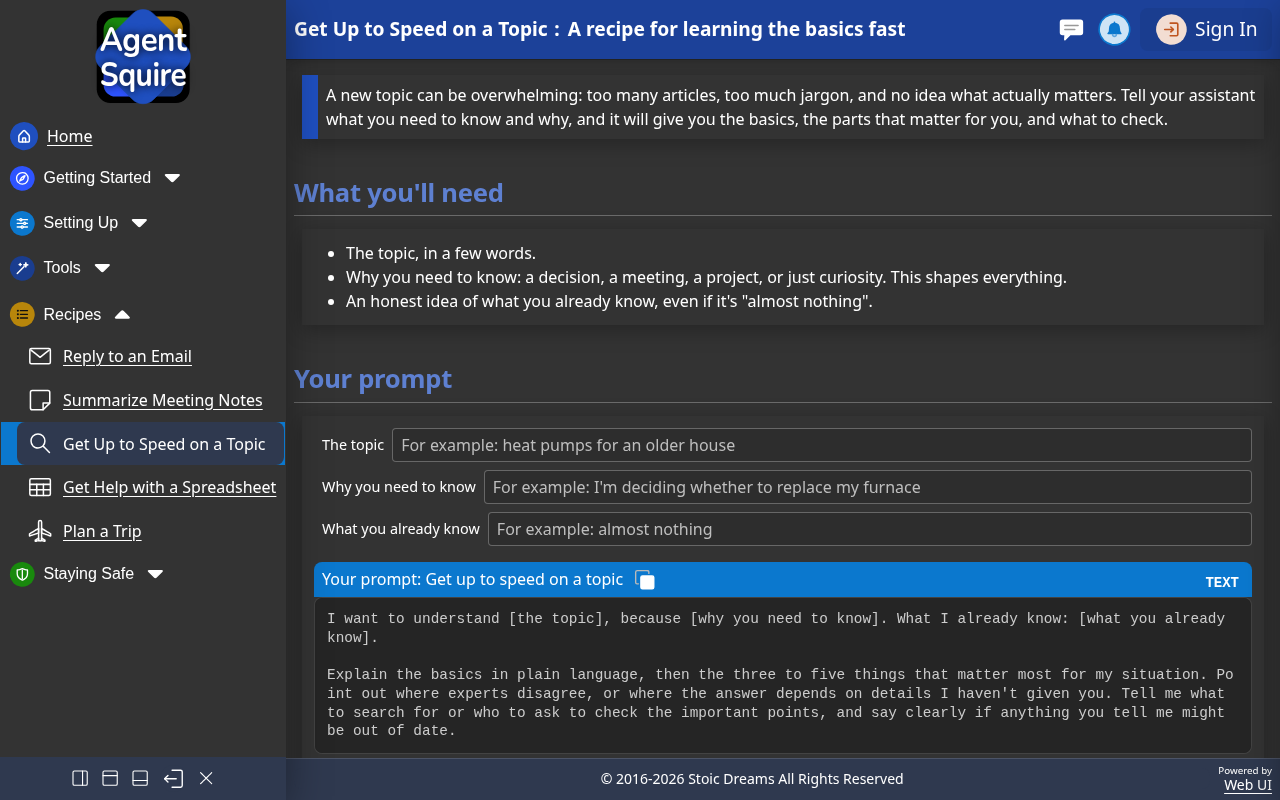 Agent
Squire
Home
Getting Started
Setting Up
Tools
Recipes
Reply to an Email
Summarize Meeting Notes
Get Up to Speed on a Topic
Get Help with a Spreadsheet
Plan a Trip
Staying Safe
Get Up to Speed on a Topic : A recipe for learning the basics fast
Sign In
A new topic can be overwhelming: too many articles, too much jargon, and no idea what actually matters. Tell your assistant
what you need to know and why, and it will give you the basics, the parts that matter for you, and what to check.
What you'll need
The topic, in a few words.
Why you need to know: a decision, a meeting, a project, or just curiosity. This shapes everything.
An honest idea of what you already know, even if it's "almost nothing".
Your prompt
The topic For example: heat pumps for an older house
Why you need to know For example: I'm deciding whether to replace my furnace
What you already know For example: almost nothing
Your prompt: Get up to speed on a topic TEXT
I want to understand [the topic], because [why you need to know]. What I already know: [what you already
know].
Explain the basics in plain language, then the three to five things that matter most for my situation. Po
int out where experts disagree, or where the answer depends on details I haven't given you. Tell me what
to search for or who to ask to check the important points, and say clearly if anything you tell me might
be out of date.
© 2016-2026 Stoic Dreams All Rights Reserved
Powered by
Web UI